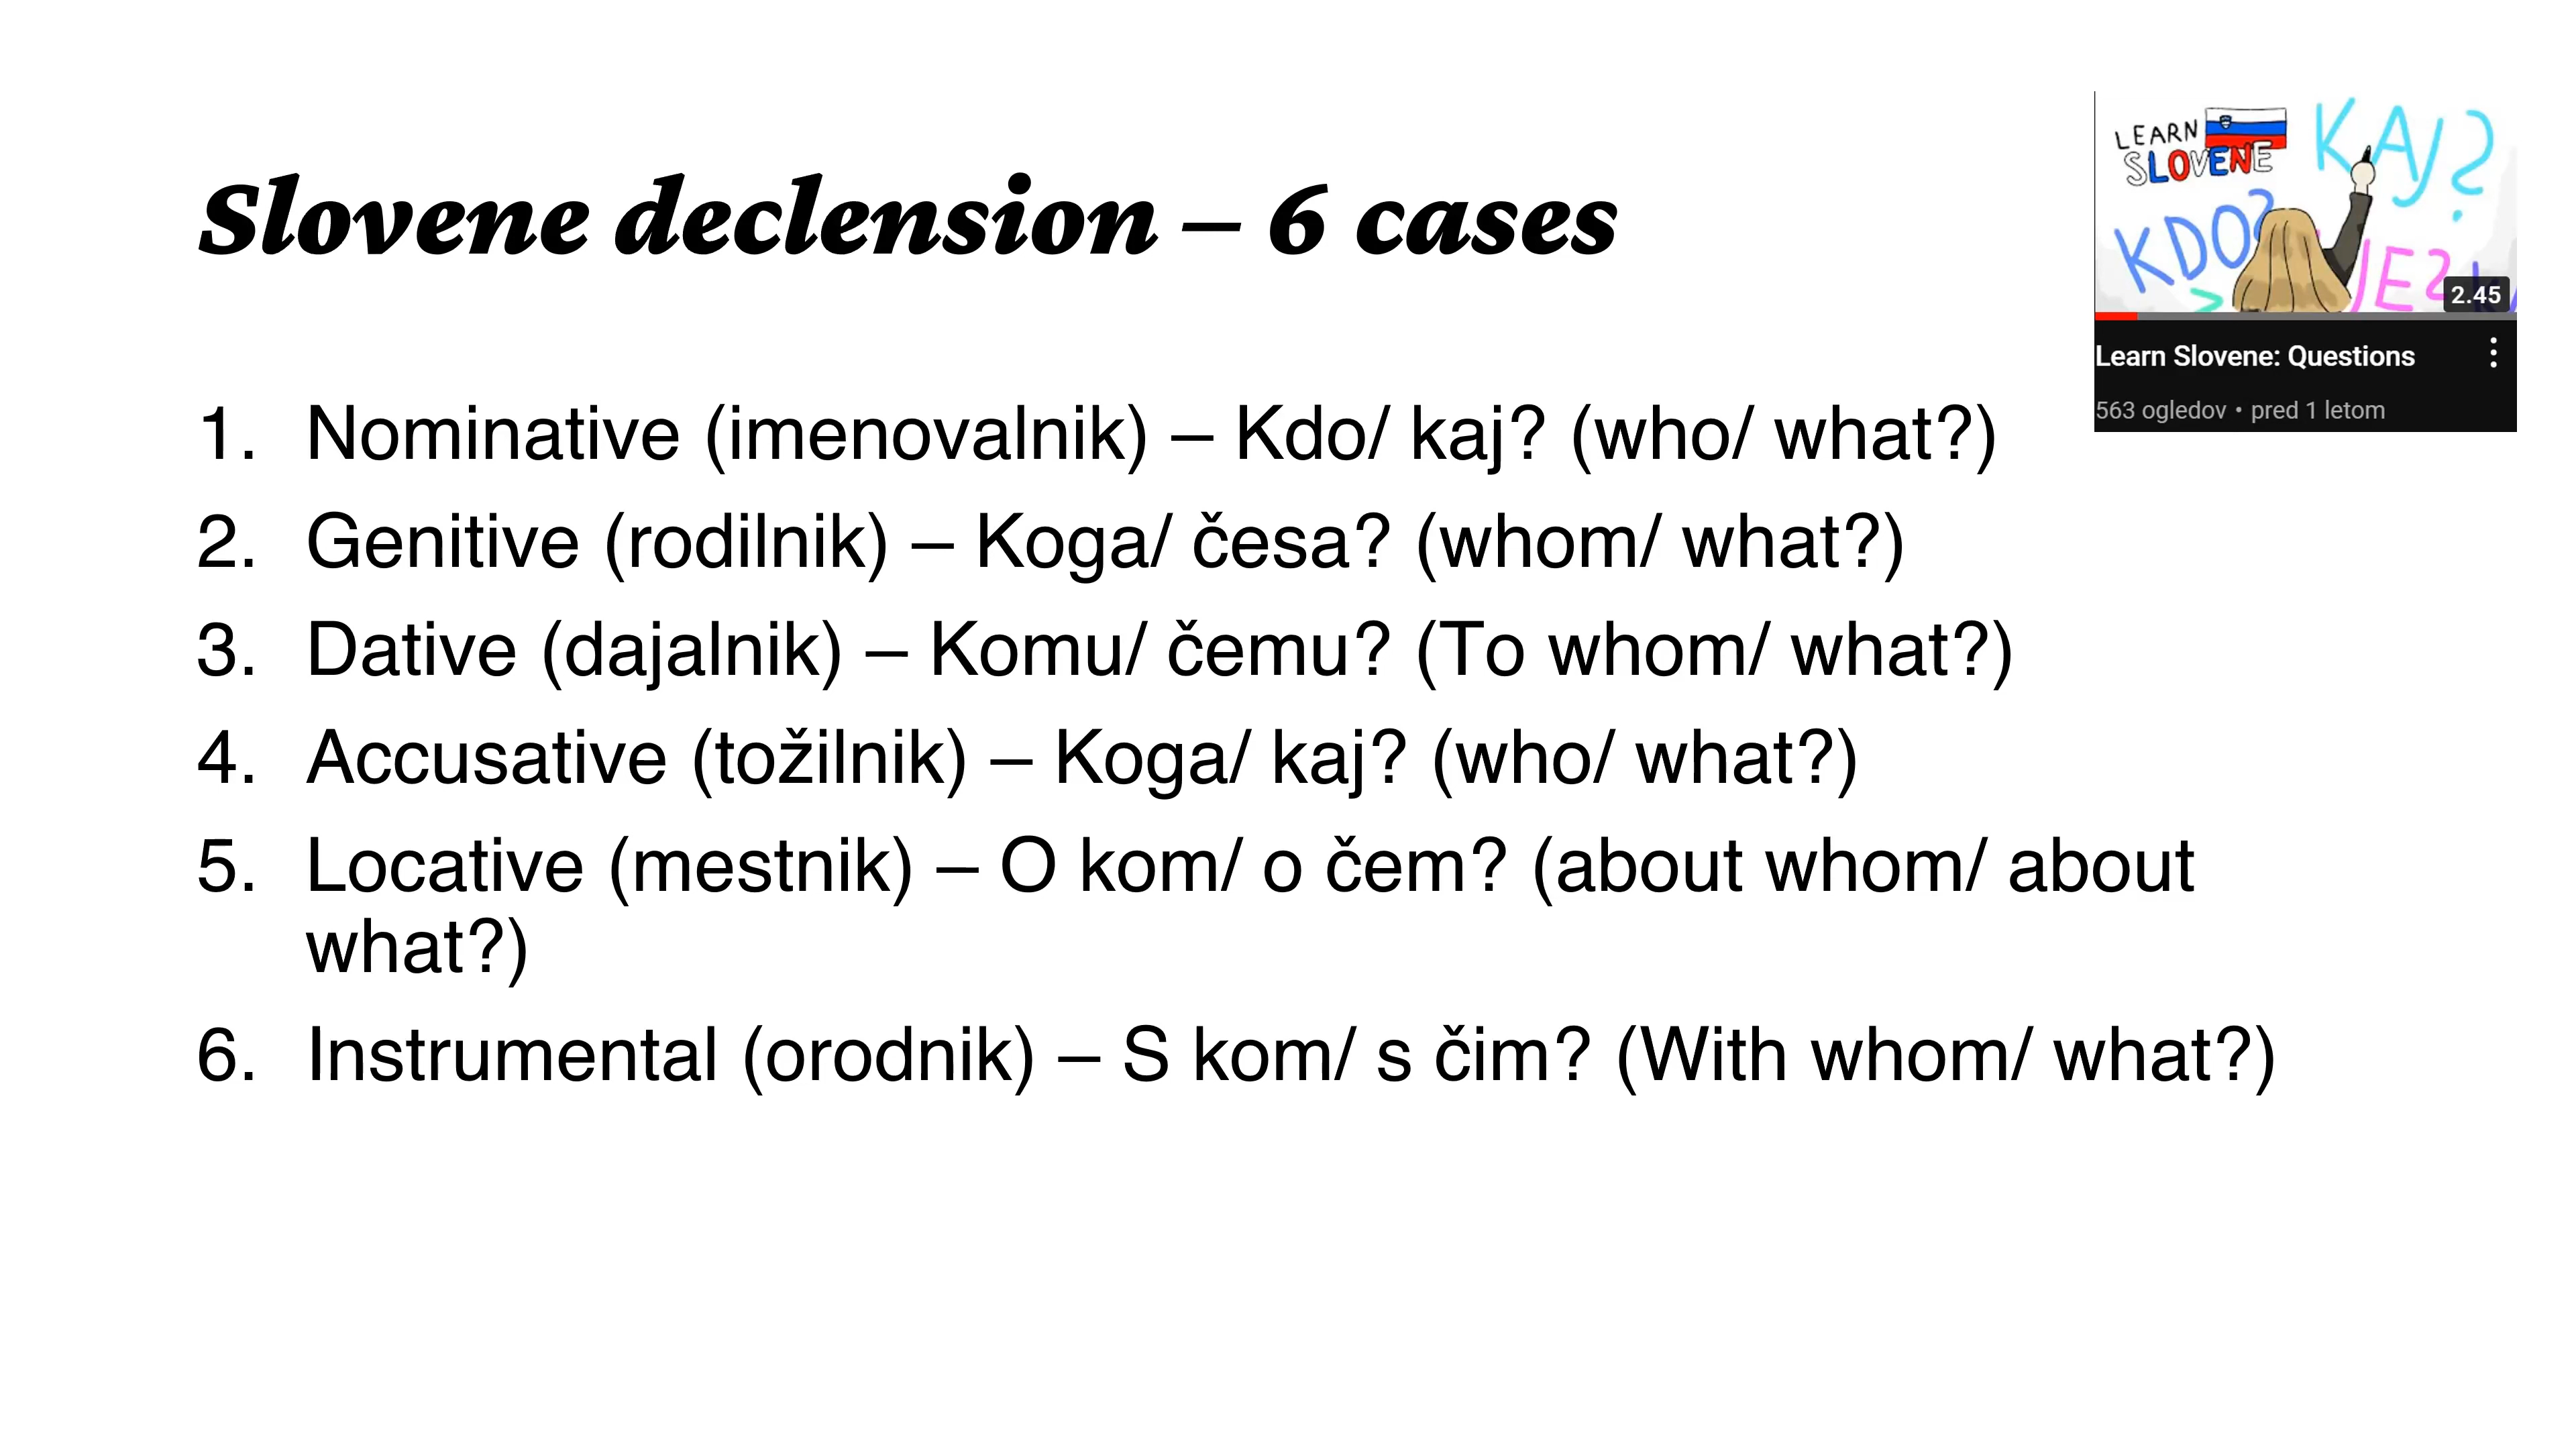 Slovene declension – 6 cases
LEARN
SLOVENE
KAJ?
KDO?
JE?
2.45
Learn Slovene: Questions
563 ogledov • pred 1 letom
1. Nominative (imenovalnik) – Kdo/ kaj? (who/ what?)
2. Genitive (rodilnik) – Koga/ česa? (whom/ what?)
3. Dative (dajalnik) – Komu/ čemu? (To whom/ what?)
4. Accusative (tožilnik) – Koga/ kaj? (who/ what?)
5. Locative (mestnik) – O kom/ o čem? (about whom/ about
what?)
6. Instrumental (orodnik) – S kom/ s čim? (With whom/ what?)